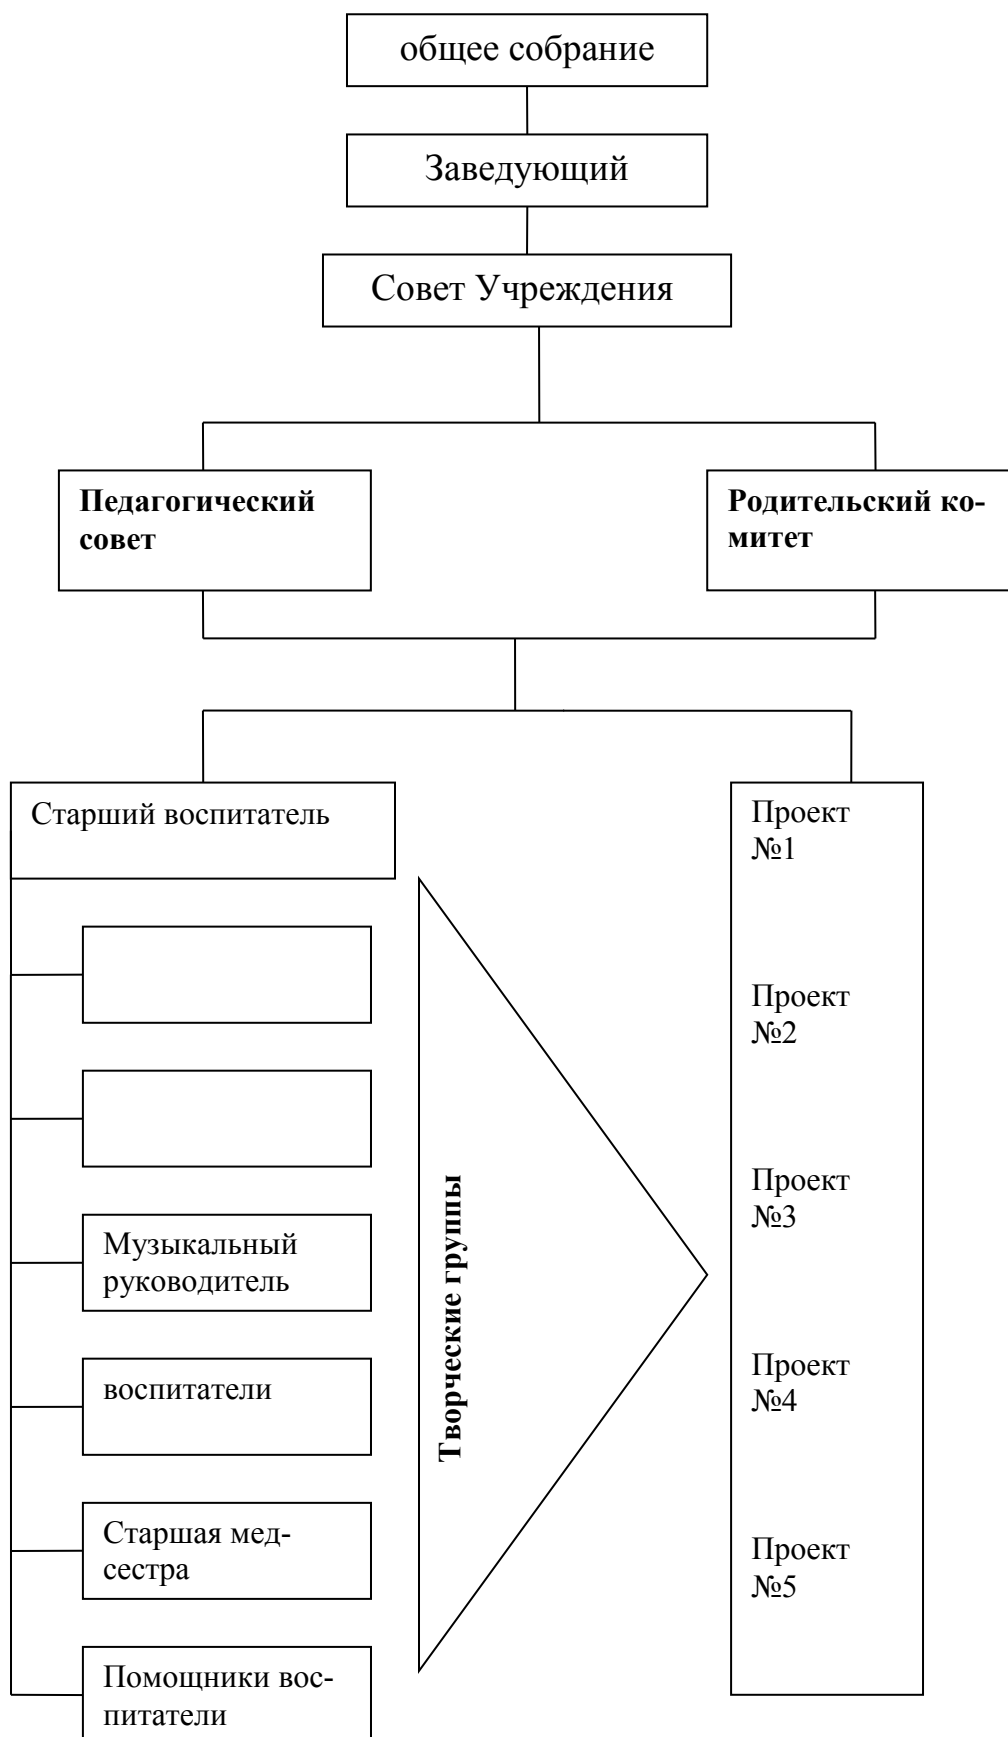 общее собрание
Заведующий
Совет Учреждения
Педагогический
совет
Родительский ко-
митет
Старший воспитатель
Музыкальный
руководитель
воспитатели
Старшая мед-
сестра
Помощники вос-
питатели
Творческие группы
Проект
№1
Проект
№2
Проект
№3
Проект
№4
Проект
№5